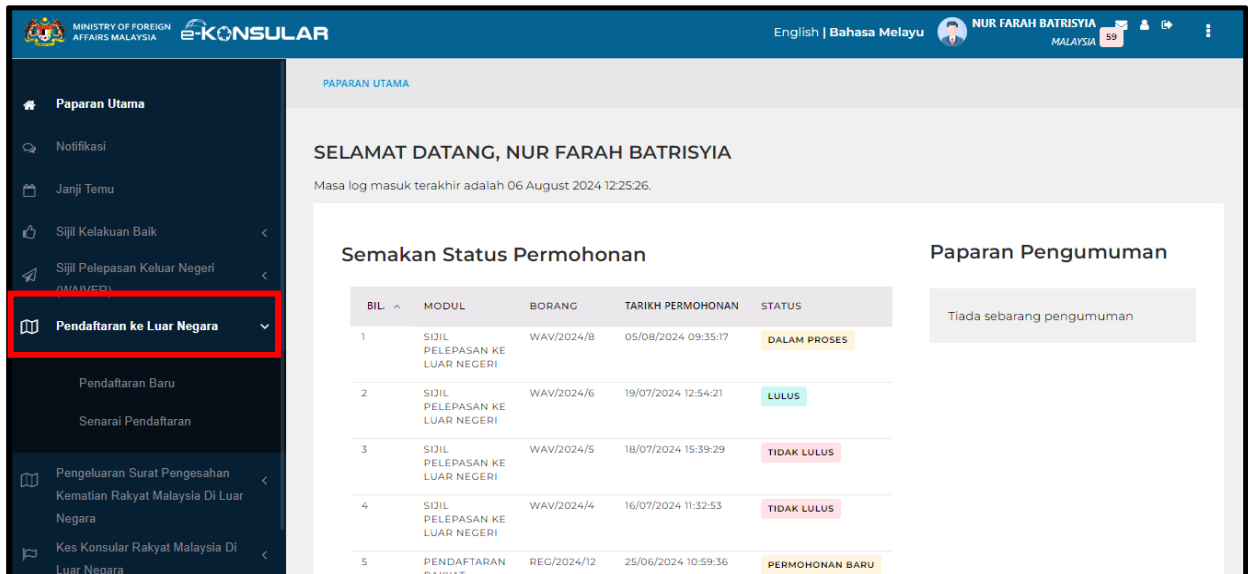 MINISTRY OF FOREIGN
AFFAIRS MALAYSIA
e-KONSULAR
English | Bahasa Melayu
NUR FARAH BATRISYIA
MALAYSIA
59
Paparan Utama
Notifikasi
Janji Temu
Sijil Kelakuan Baik
Sijil Pelepasan Keluar Negeri
(WAIVER)
Pendaftaran ke Luar Negara
Pendaftaran Baru
Senarai Pendaftaran
Pengeluaran Surat Pengesahan
Kematian Rakyat Malaysia Di Luar
Negara
Kes Konsular Rakyat Malaysia Di
Luar Negara
PAPARAN UTAMA
SELAMAT DATANG, NUR FARAH BATRISYIA
Masa log masuk terakhir adalah 06 August 2024 12:25:26.
Semakan Status Permohonan
BIL. MODUL BORANG TARIKH PERMOHONAN STATUS
1 SIJIL WAV/2024/8 05/08/2024 09:35:17 DALAM PROSES
PELEPASAN KE
LUAR NEGERI
2 SIJIL WAV/2024/6 19/07/2024 12:54:21 LULUS
PELEPASAN KE
LUAR NEGERI
3 SIJIL WAV/2024/5 18/07/2024 15:39:29 TIDAK LULUS
PELEPASAN KE
LUAR NEGERI
4 SIJIL WAV/2024/4 16/07/2024 11:32:53 TIDAK LULUS
PELEPASAN KE
LUAR NEGERI
5 PENDAFTARAN REG/2024/12 25/06/2024 10:59:36 PERMOHONAN BARU
Paparan Pengumuman
Tiada sebarang pengumuman